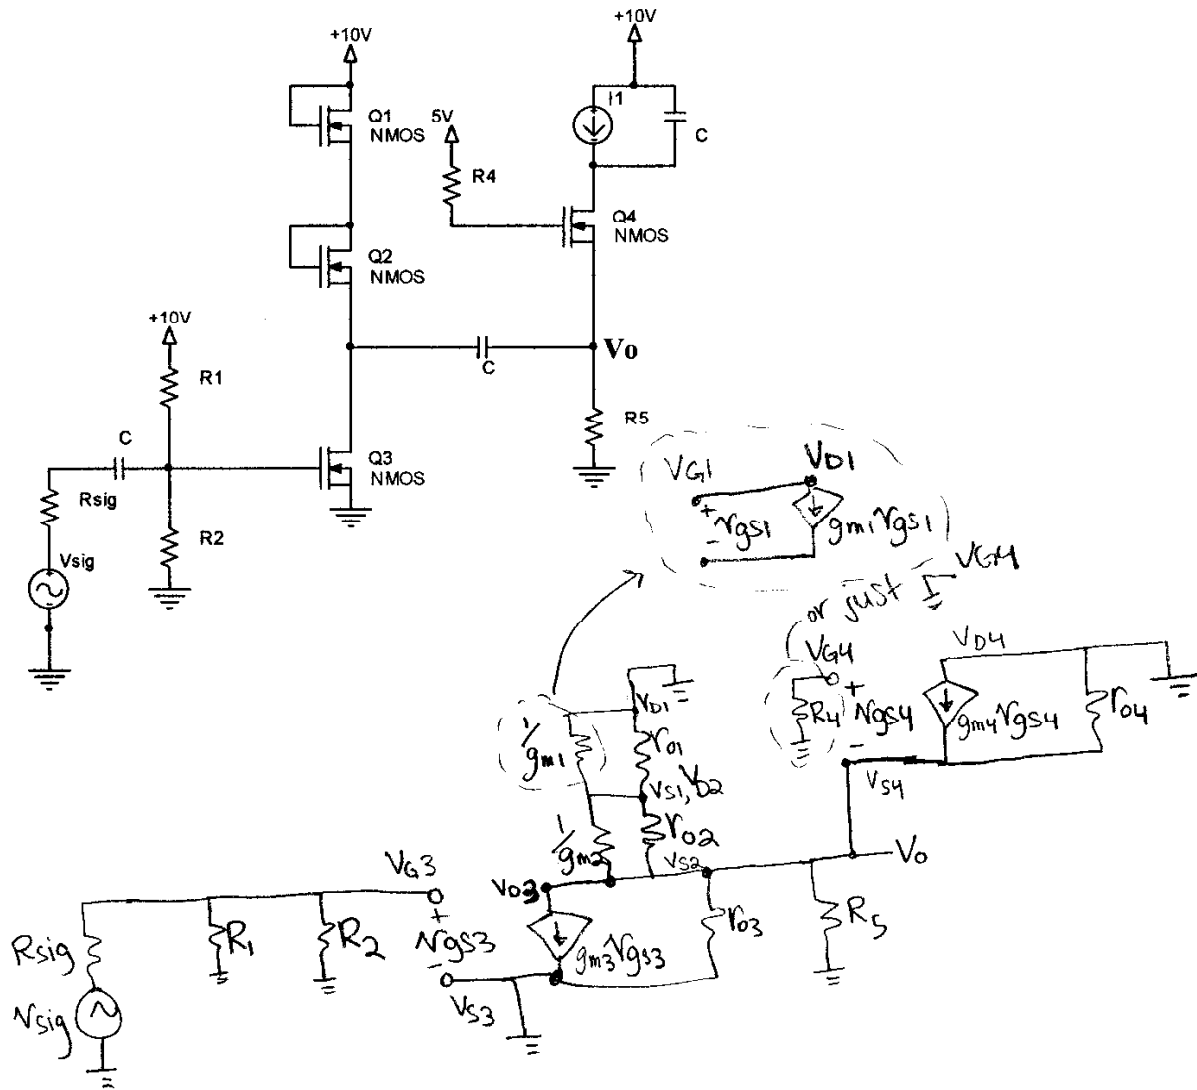 +10V
+10V
I1
C
Q1
NMOS
5V
R4
Q4
NMOS
Q2
NMOS
+10V
R1
C
Vo
R5
C
Rsig
Q3
NMOS
R2
Vsig
VG1
VD1
+
vgs1
-
gm1vgs1
or just
VG4
VG4
VD4
R4
+
vgs4
-
gm4vgs4
ro4
VS4
VD1
1/gm1
ro1
VS1, VD2
1/gm2
ro2
VS2
Vo
VG3
VD3
Rsig
R1
R2
+
vgs3
-
gm3vgs3
ro3
R5
VS3
vsig